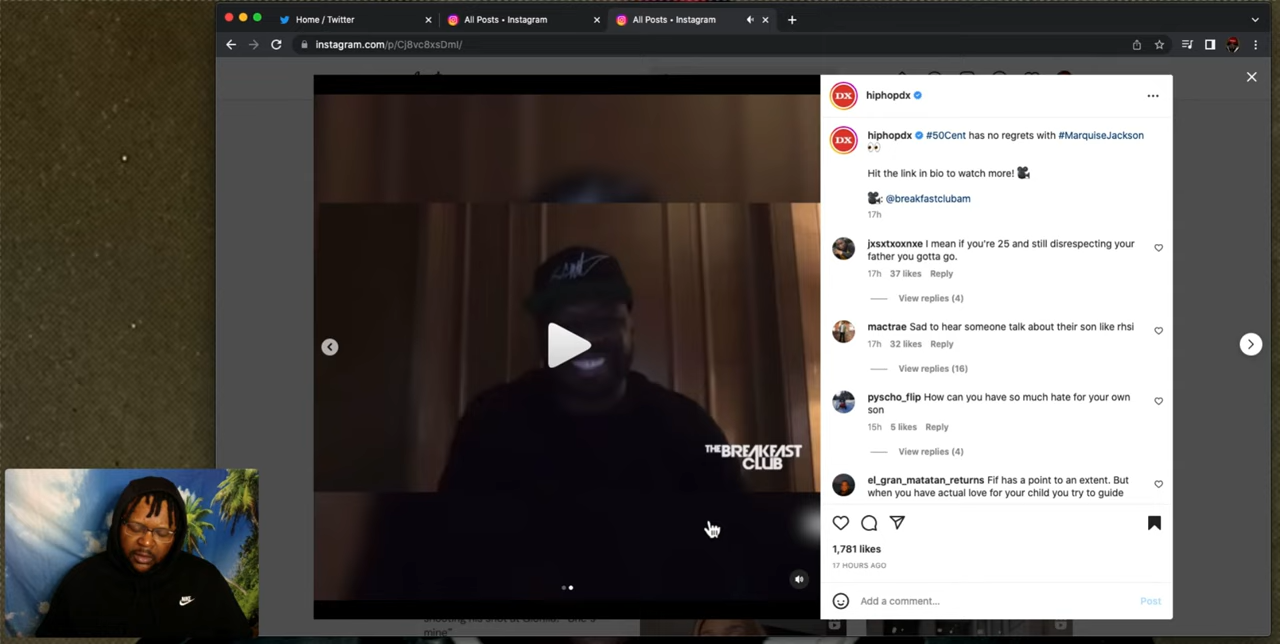 Home / Twitter
All Posts • Instagram
All Posts • Instagram
instagram.com/p/Cj8vc8xsDml/
DX
hiphopdx
DX
hiphopdx #50Cent has no regrets with #MarquiseJackson
Hit the link in bio to watch more!
: @breakfastclubam
17h
jxsxtxoxnxe I mean if you're 25 and still disrespecting your
father you gotta go.
17h 37 likes Reply
View replies (4)
mactrae Sad to hear someone talk about their son like rhsi
17h 32 likes Reply
View replies (16)
pyscho_flip How can you have so much hate for your own
son
15h 5 likes Reply
View replies (4)
el_gran_matatan_returns Fif has a point to an extent. But
when you have actual love for your child you try to guide
1,781 likes
17 HOURS AGO
Add a comment...
Post
THE BREAKFAST
CLUB
mine"